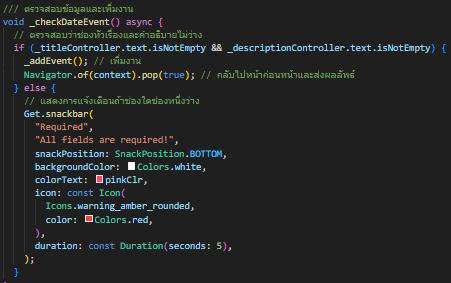 /// ตรวจสอบข้อมูลและเพิ่มงาน
void _checkDateEvent() async {
// ตรวจสอบว่าช่องหัวเรื่องและคำอธิบายไม่ว่าง
if (_titleController.text.isNotEmpty && _descriptionController.text.isNotEmpty) {
_addEvent(); // เพิ่มงาน
Navigator.of(context).pop(true); // กลับไปหน้าก่อนหน้าและส่งผลลัพธ์
} else {
// แสดงการแจ้งเตือนถ้าช่องใดช่องหนึ่งว่าง
Get.snackbar(
"Required",
"All fields are required!",
snackPosition: SnackPosition.BOTTOM,
backgroundColor: Colors.white,
colorText: pinkClr,
icon: const Icon(
Icons.warning_amber_rounded,
color: Colors.red,
),
duration: const Duration(seconds: 5),
);
}